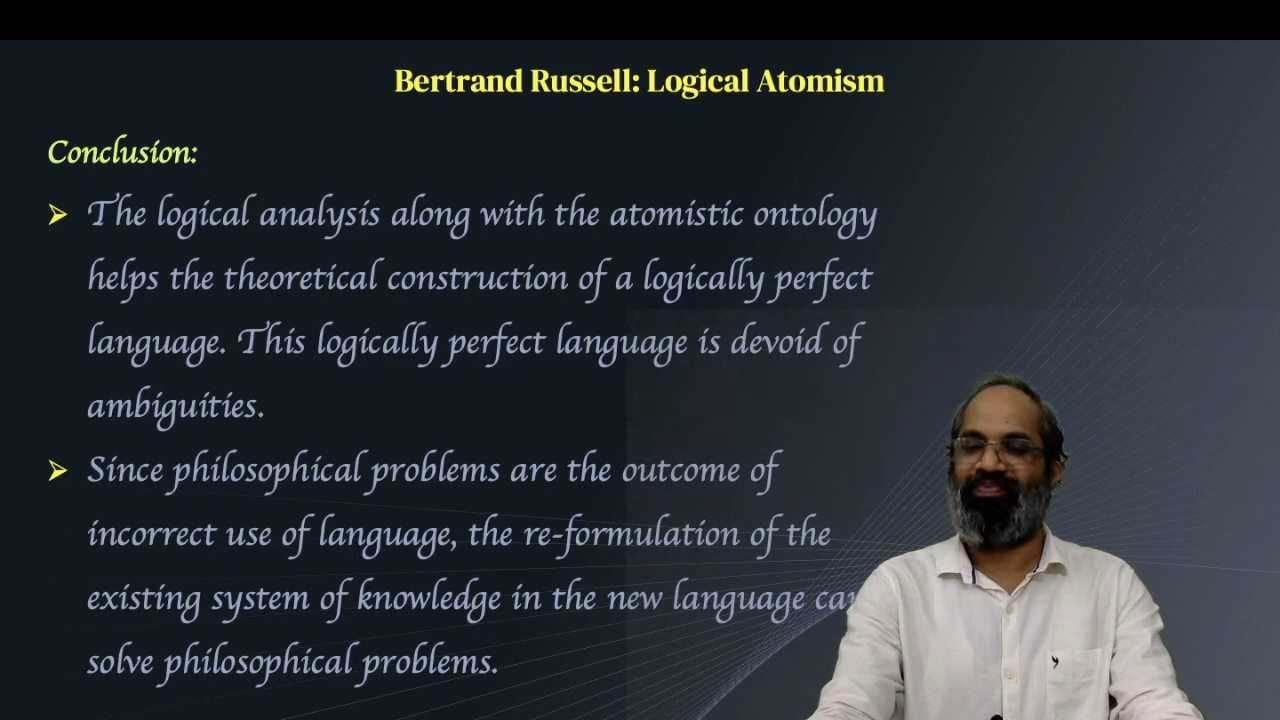 Bertrand Russell: Logical Atomism
Conclusion:
➢ The logical analysis along with the atomistic ontology
helps the theoretical construction of a logically perfect
language. This logically perfect language is devoid of
ambiguities.
➢ Since philosophical problems are the outcome of
incorrect use of language, the re-formulation of the
existing system of knowledge in the new language
solve philosophical problems.